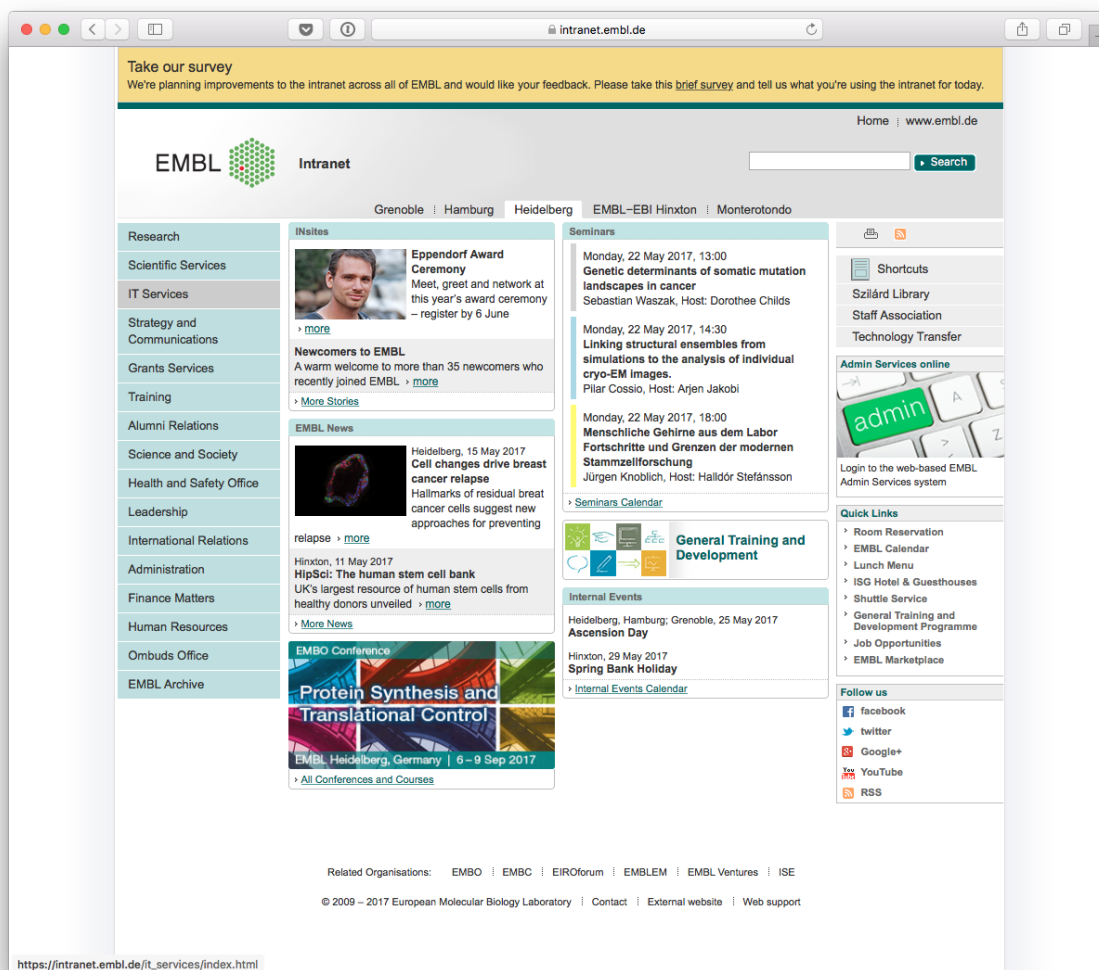 intranet.embl.de
Take our survey
We're planning improvements to the intranet across all of EMBL and would like your feedback. Please take this brief survey and tell us what you're using the intranet for today.
Home
www.embl.de
EMBL
Intranet
Search
Grenoble
Hamburg
Heidelberg
EMBL-EBI Hinxton
Monterotondo
Research
Scientific Services
IT Services
Strategy and
Communications
Grants Services
Training
Alumni Relations
Science and Society
Health and Safety Office
Leadership
International Relations
Administration
Finance Matters
Human Resources
Ombuds Office
EMBL Archive
INsites
Eppendorf Award
Ceremony
Meet, greet and network at
this year's award ceremony
– register by 6 June
› more
Newcomers to EMBL
A warm welcome to more than 35 newcomers who
recently joined EMBL › more
› More Stories
EMBL News
Heidelberg, 15 May 2017
Cell changes drive breast
cancer relapse
Hallmarks of residual breat
cancer cells suggest new
approaches for preventing
relapse › more
Hinxton, 11 May 2017
HipSci: The human stem cell bank
UK's largest resource of human stem cells from
healthy donors unveiled › more
› More News
EMBO Conference
Protein Synthesis and
Translational Control
EMBL Heidelberg, Germany | 6–9 Sep 2017
› All Conferences and Courses
Seminars
Monday, 22 May 2017, 13:00
Genetic determinants of somatic mutation
landscapes in cancer
Sebastian Waszak, Host: Dorothee Childs
Monday, 22 May 2017, 14:30
Linking structural ensembles from
simulations to the analysis of individual
cryo-EM images.
Pilar Cossio, Host: Arjen Jakobi
Monday, 22 May 2017, 18:00
Menschliche Gehirne aus dem Labor
Fortschritte und Grenzen der modernen
Stammzellforschung
Jürgen Knoblich, Host: Halldór Stefánsson
› Seminars Calendar
General Training and
Development
Internal Events
Heidelberg, Hamburg; Grenoble, 25 May 2017
Ascension Day
Hinxton, 29 May 2017
Spring Bank Holiday
› Internal Events Calendar
Shortcuts
Szilárd Library
Staff Association
Technology Transfer
Admin Services online
admin
A
Z
Login to the web-based EMBL
Admin Services system
Quick Links
Room Reservation
EMBL Calendar
Lunch Menu
ISG Hotel & Guesthouses
Shuttle Service
General Training and
Development Programme
Job Opportunities
EMBL Marketplace
Follow us
facebook
twitter
Google+
YouTube
RSS
Related Organisations: EMBO EMBC EIROforum EMBLEM EMBL Ventures ISE
© 2009 – 2017 European Molecular Biology Laboratory Contact External website Web support
https://intranet.embl.de/it_services/index.html